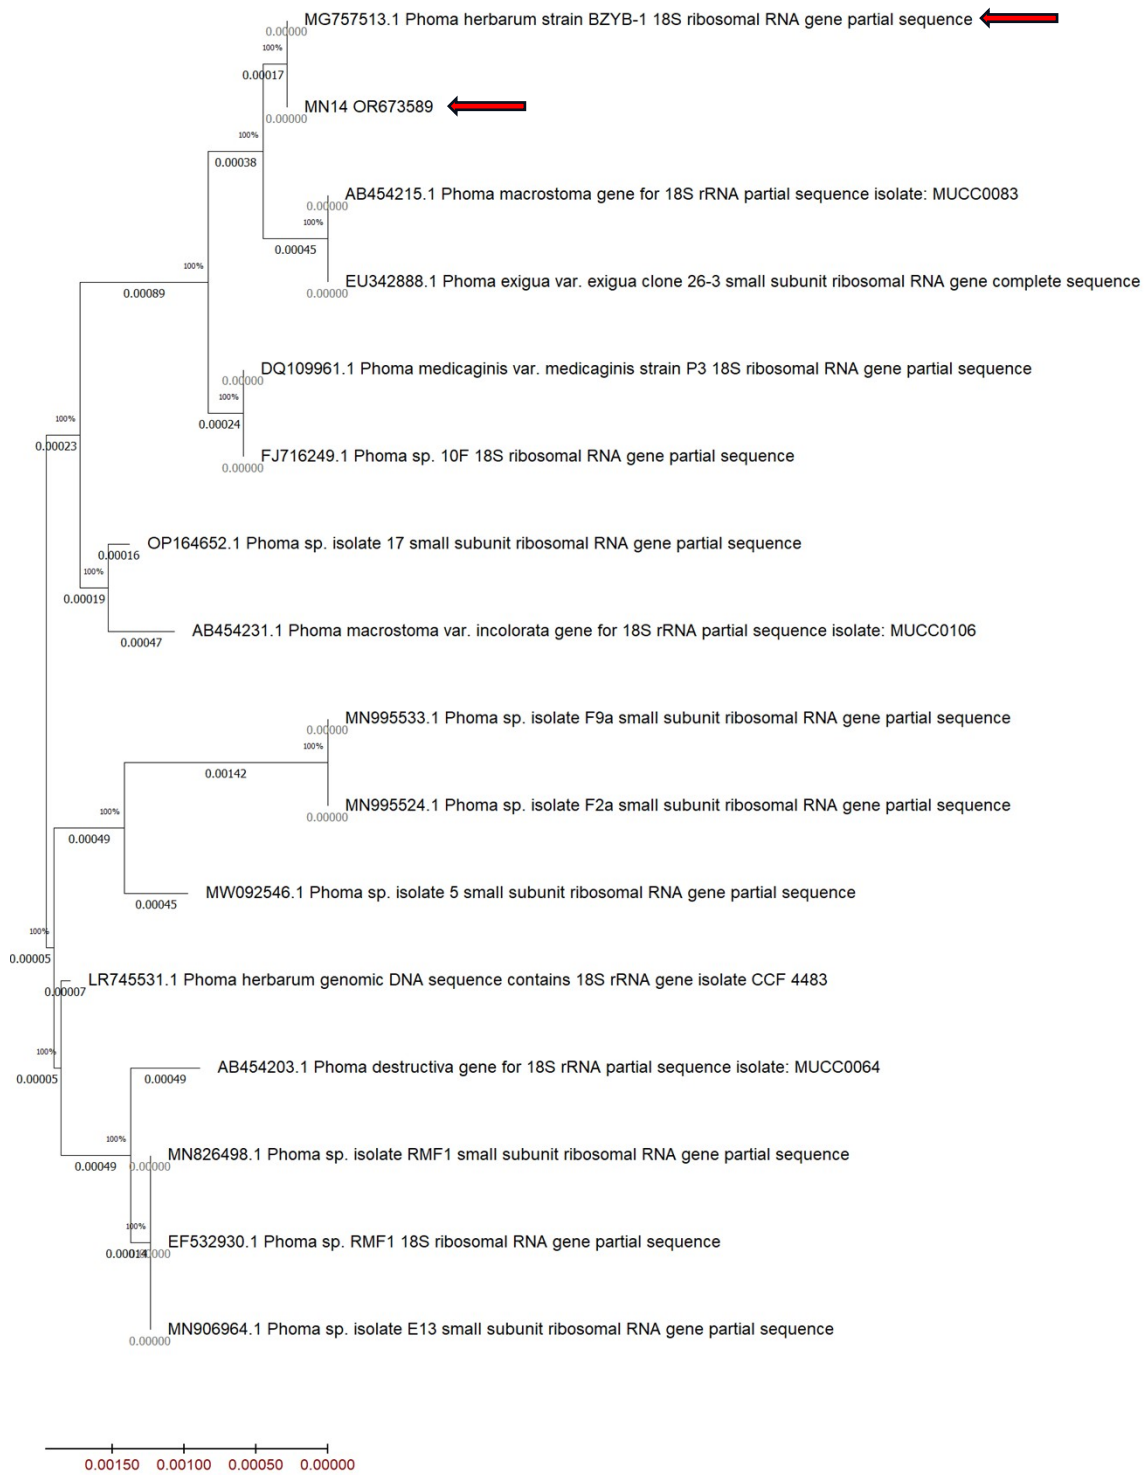 MG757513.1 Phoma herbarum strain BZYB-1 18S ribosomal RNA gene partial sequence
0.00000
100%
0.00017
MN14 OR673589
0.00000
100%
0.00038
AB454215.1 Phoma macrostoma gene for 18S rRNA partial sequence isolate: MUCC0083
0.00000
100%
0.00045
100%
0.00089
EU342888.1 Phoma exigua var. exigua clone 26-3 small subunit ribosomal RNA gene complete sequence
0.00000
DQ109961.1 Phoma medicaginis var. medicaginis strain P3 18S ribosomal RNA gene partial sequence
0.00000
100%
0.00024
100%
0.00023
FJ716249.1 Phoma sp. 10F 18S ribosomal RNA gene partial sequence
0.00000
OP164652.1 Phoma sp. isolate 17 small subunit ribosomal RNA gene partial sequence
0.00016
100%
0.00019
AB454231.1 Phoma macrostoma var. incolorata gene for 18S rRNA partial sequence isolate: MUCC0106
0.00047
MN995533.1 Phoma sp. isolate F9a small subunit ribosomal RNA gene partial sequence
0.00000
100%
0.00142
MN995524.1 Phoma sp. isolate F2a small subunit ribosomal RNA gene partial sequence
0.00000
100%
0.00049
MW092546.1 Phoma sp. isolate 5 small subunit ribosomal RNA gene partial sequence
0.00045
100%
0.00005
LR745531.1 Phoma herbarum genomic DNA sequence contains 18S rRNA gene isolate CCF 4483
0.00007
100%
0.00005
AB454203.1 Phoma destructiva gene for 18S rRNA partial sequence isolate: MUCC0064
0.00049
100%
0.00049
MN826498.1 Phoma sp. isolate RMF1 small subunit ribosomal RNA gene partial sequence
0.00000
100%
0.00014
EF532930.1 Phoma sp. RMF1 18S ribosomal RNA gene partial sequence
0.00000
MN906964.1 Phoma sp. isolate E13 small subunit ribosomal RNA gene partial sequence
0.00000
0.00150 0.00100 0.00050 0.00000